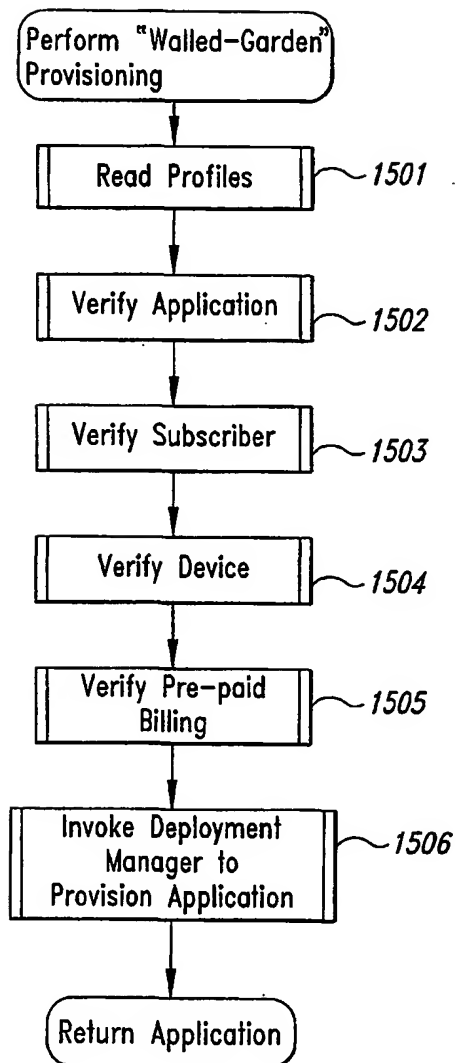 Perform "Walled-Garden"
Provisioning
Read Profiles
1501
Verify Application
1502
Verify Subscriber
1503
Verify Device
1504
Verify Pre-paid
Billing
1505
Invoke Deployment
Manager to
Provision Application
1506
Return Application